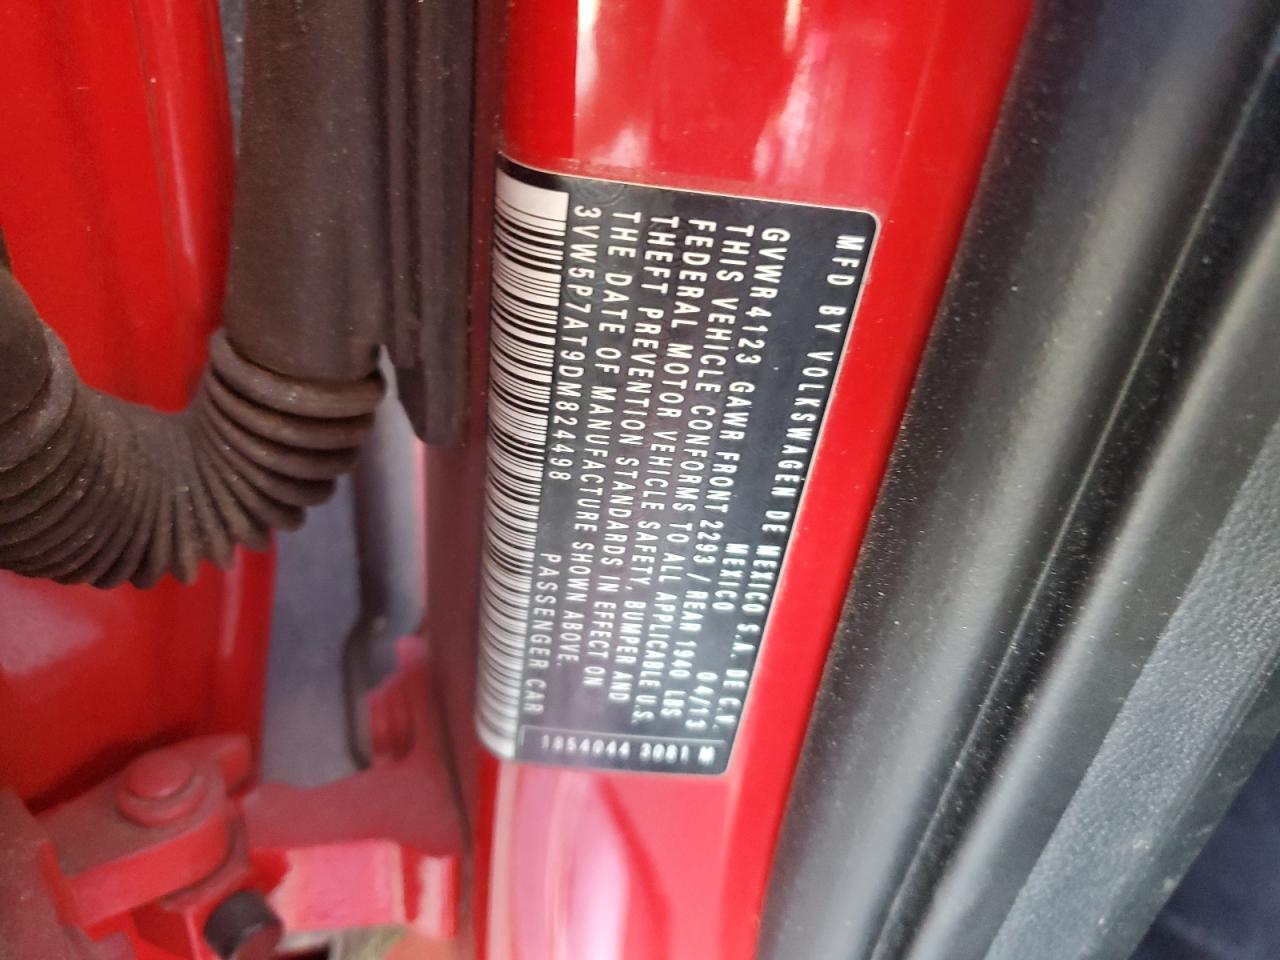 MFD BY VOLKSWAGEN DE MEXICO S.A. DE C.V.
MEXICO 04/13
GVWR 4123 GAWR FRONT 2293 / REAR 1940 LBS
THIS VEHICLE CONFORMS TO ALL APPLICABLE U.S.
FEDERAL MOTOR VEHICLE SAFETY, BUMPER AND
THEFT PREVENTION STANDARDS IN EFFECT ON
THE DATE OF MANUFACTURE SHOWN ABOVE.
3VW5P7AT9DM824498 PASSENGER CAR
1854044 3081 M